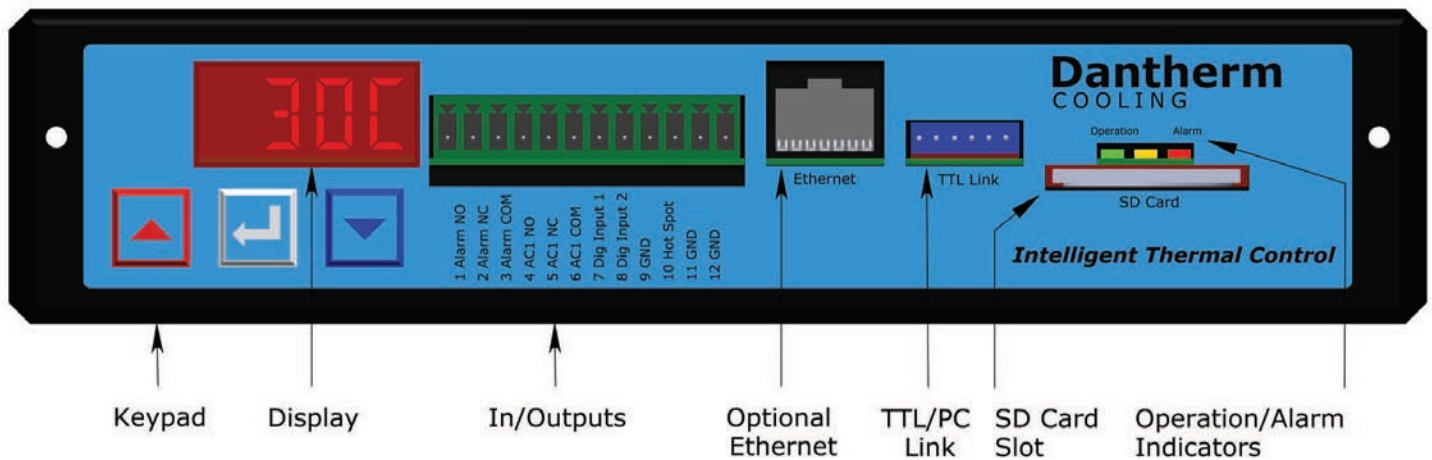 30C
Dantherm
COOLING
Operation Alarm
Ethernet
TTL Link
SD Card
1 Alarm NO
2 Alarm NC
3 Alarm COM
4 AC1 NO
5 AC1 NC
6 AC1 COM
7 Dig Input 1
8 Dig Input 2
9 GND
10 Hot Spot
11 GND
12 GND
Intelligent Thermal Control
Keypad
Display
In/Outputs
Optional
Ethernet
TTL/PC
Link
SD Card
Slot
Operation/Alarm
Indicators